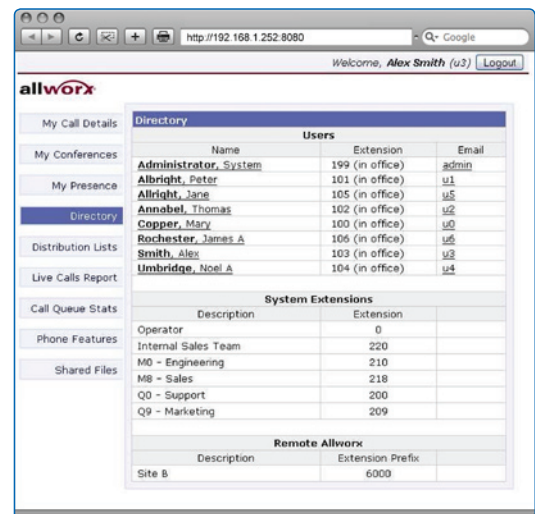 http://192.168.1.252:8080
Google
Welcome, Alex Smith (u3) Logout
allworx
My Call Details
My Conferences
My Presence
Directory
Distribution Lists
Live Calls Report
Call Queue Stats
Phone Features
Shared Files
Directory
Users
Name Extension Email
Administrator, System 199 (in office) admin
Albright, Peter 101 (in office) u1
Allright, Jane 105 (in office) u5
Annabel, Thomas 102 (in office) u2
Copper, Mary 100 (in office) u0
Rochester, James A 106 (in office) u6
Smith, Alex 103 (in office) u3
Umbridge, Noel A 104 (in office) u4
System Extensions
Description Extension
Operator 0
Internal Sales Team 220
M0 - Engineering 210
M8 - Sales 218
Q0 - Support 200
Q9 - Marketing 209
Remote Allworx
Description Extension Prefix
Site B 6000